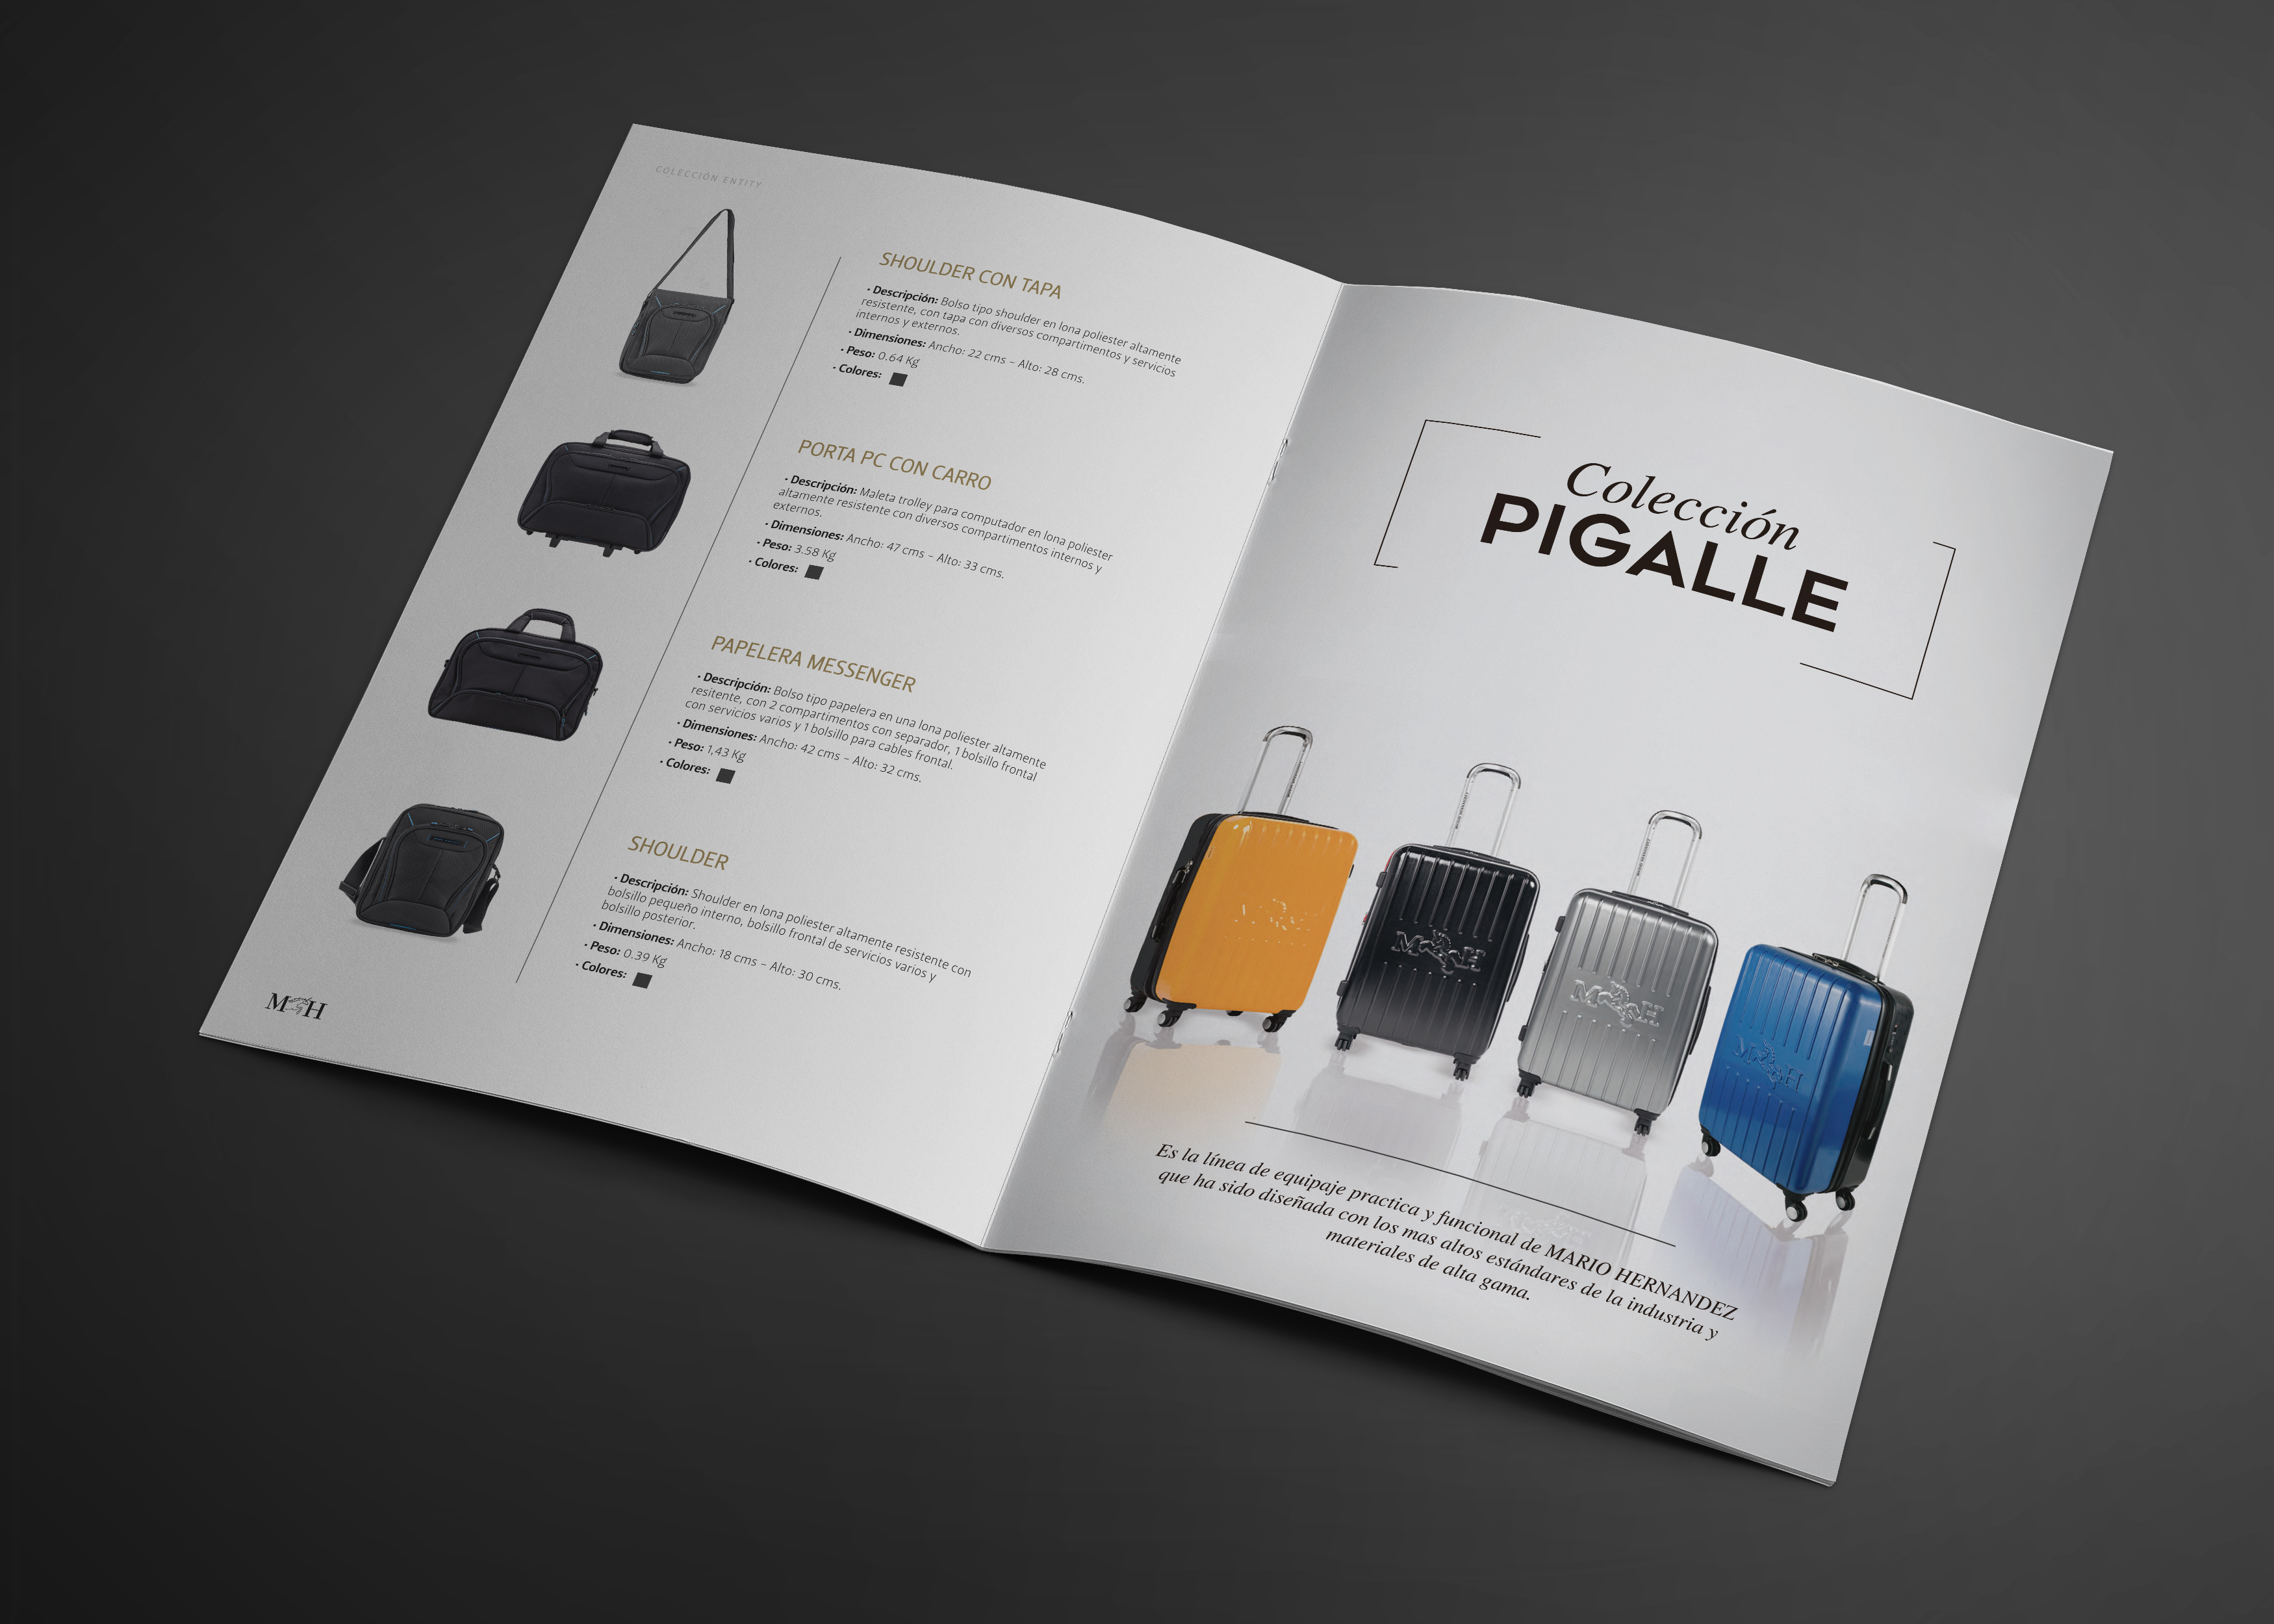 COLECCIÓN ENTITY
SHOULDER CON TAPA
· Descripción: Bolso tipo shoulder en lona poliester altamente
resistente, con tapa con diversos compartimentos y servicios
internos y externos.
· Dimensiones: Ancho: 22 cms – Alto: 28 cms.
· Peso: 0.64 Kg
· Colores:
PORTA PC CON CARRO
· Descripción: Maleta trolley para computador en lona poliester
altamente resistente con diversos compartimentos internos y
externos.
· Dimensiones: Ancho: 47 cms – Alto: 33 cms.
· Peso: 3.58 Kg
· Colores:
PAPELERA MESSENGER
· Descripción: Bolso tipo papelera en una lona poliester altamente
resitente, con 2 compartimentos con separador, 1 bolsillo frontal
con servicios varios y 1 bolsillo para cables frontal.
· Dimensiones: Ancho: 42 cms – Alto: 32 cms.
· Peso: 1,43 Kg
· Colores:
SHOULDER
· Descripción: Shoulder en lona poliester altamente resistente con
bolsillo pequeño interno, bolsillo frontal de servicios varios y
bolsillo posterior.
· Dimensiones: Ancho: 18 cms – Alto: 30 cms.
· Peso: 0.39 Kg
· Colores:
M H
Colección
PIGALLE
M H
M H
M H
Es la línea de equipaje practica y funcional de MARIO HERNANDEZ
que ha sido diseñada con los mas altos estándares de la industria y
materiales de alta gama.